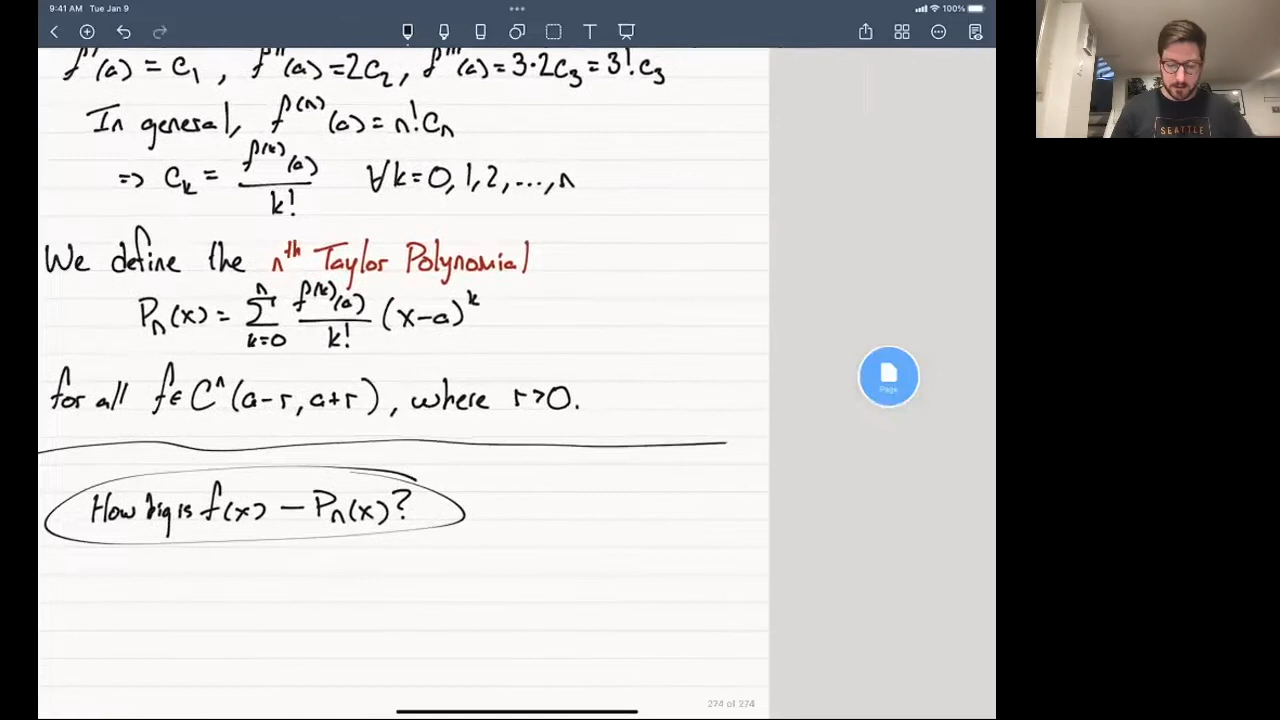 9:41 AM Tue Jan 9
100%
f'(a) = c₁ , f''(a)=2c₂, f'''(a)=3·2c₃=3!c₃
In general, f⁽ⁿ⁾(a)=n!cₙ
⇒ cₖ = f⁽ᵏ⁾(a)/k! ∀k=0,1,2,...,n
We define the nᵗʰ Taylor Polynomial
Pₙ(x) = ∑ₖ₌₀ⁿ f⁽ᵏ⁾(a)/k! (x-a)ᵏ
for all f∈Cⁿ(a-r,a+r), where r>0.
How big is f(x) − Pₙ(x)?
Page
SEATTLE
274 of 274